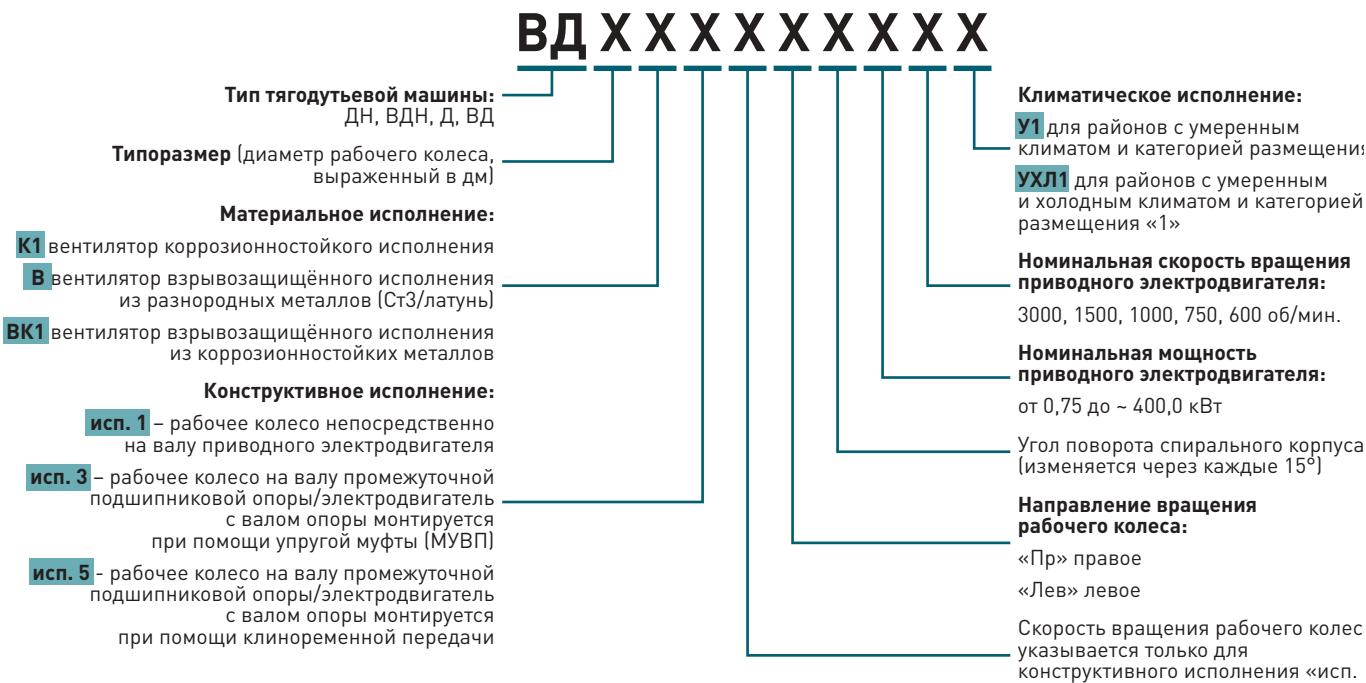 ВД X X X X X X X X X
Тип тягодутьевой машины:
ДН, ВДН, Д, ВД
Типоразмер (диаметр рабочего колеса,
выраженный в дм)
Материальное исполнение:
К1 вентилятор коррозионностойкого исполнения
В вентилятор взрывозащищённого исполнения
из разнородных металлов (Ст3/латунь)
ВК1 вентилятор взрывозащищённого исполнения
из коррозионностойких металлов
Конструктивное исполнение:
исп. 1 – рабочее колесо непосредственно
на валу приводного электродвигателя
исп. 3 – рабочее колесо на валу промежуточной
подшипниковой опоры/электродвигатель
с валом опоры монтируется
при помощи упругой муфты (МУВП)
исп. 5 - рабочее колесо на валу промежуточной
подшипниковой опоры/электродвигатель
с валом опоры монтируется
при помощи клиноременной передачи
Климатическое исполнение:
У1 для районов с умеренным
климатом и категорией размещения
УХЛ1 для районов с умеренным
и холодным климатом и категорией
размещения «1»
Номинальная скорость вращения
приводного электродвигателя:
3000, 1500, 1000, 750, 600 об/мин.
Номинальная мощность
приводного электродвигателя:
от 0,75 до ~ 400,0 кВт
Угол поворота спирального корпуса
(изменяется через каждые 15°)
Направление вращения
рабочего колеса:
«Пр» правое
«Лев» левое
Скорость вращения рабочего колес
указывается только для
конструктивного исполнения «исп.